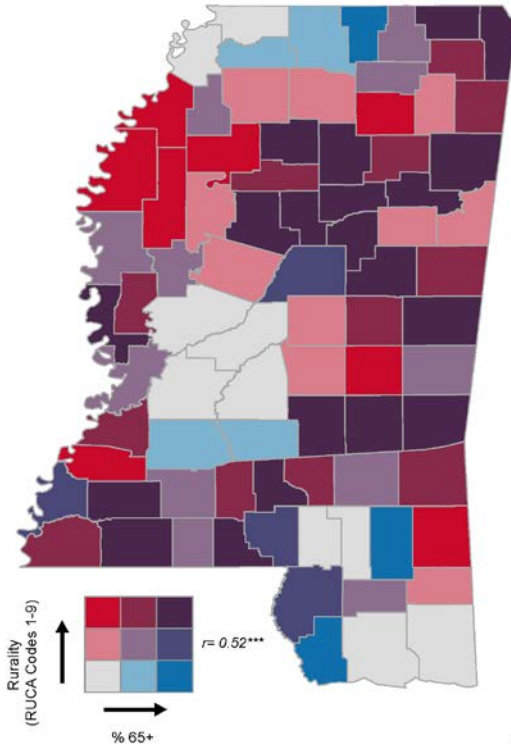 Rurality
(RUCA Codes 1-9)
r= 0.52***
% 65+